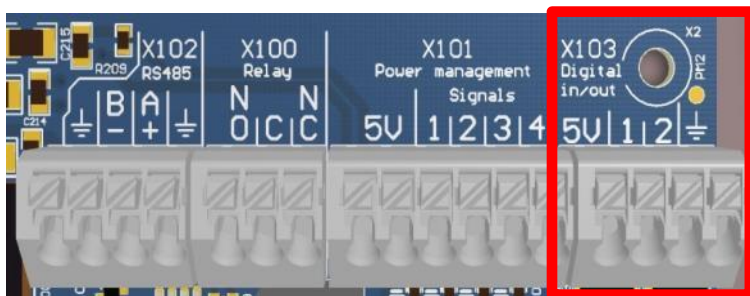 C215
R209
C214
X102
RS485
B A
- +
X100
Relay
N N
O C C
X101
Power management
Signals
5V 1 2 3 4
X103
Digital
in/out
5V 1 2
X2
PM2